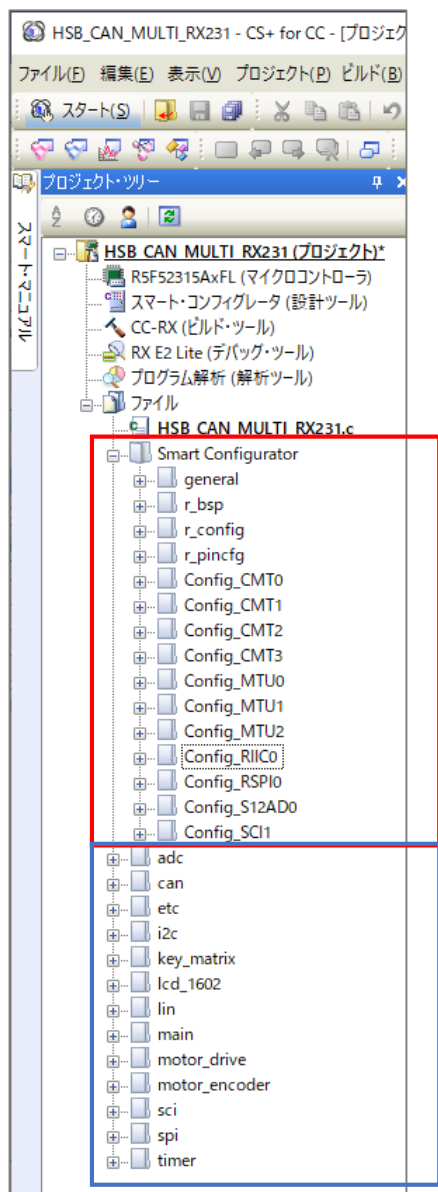 HSB_CAN_MULTI_RX231 - CS+ for CC - [プロジェク
ファイル(F) 編集(E) 表示(V) プロジェクト(P) ビルド(B)
スタート(S)
プロジェクト・ツリー
スマート・マニュアル
HSB_CAN_MULTI_RX231 (プロジェクト)*
R5F52315AxFL (マイクロコントローラ)
スマート・コンフィグレータ (設計ツール)
CC-RX (ビルド・ツール)
RX E2 Lite (デバッグ・ツール)
プログラム解析 (解析ツール)
ファイル
HSB_CAN_MULTI_RX231.c
Smart Configurator
general
r_bsp
r_config
r_pincfg
Config_CMT0
Config_CMT1
Config_CMT2
Config_CMT3
Config_MTU0
Config_MTU1
Config_MTU2
Config_RIIC0
Config_RSPI0
Config_S12AD0
Config_SCI1
adc
can
etc
i2c
key_matrix
lcd_1602
lin
main
motor_drive
motor_encoder
sci
spi
timer